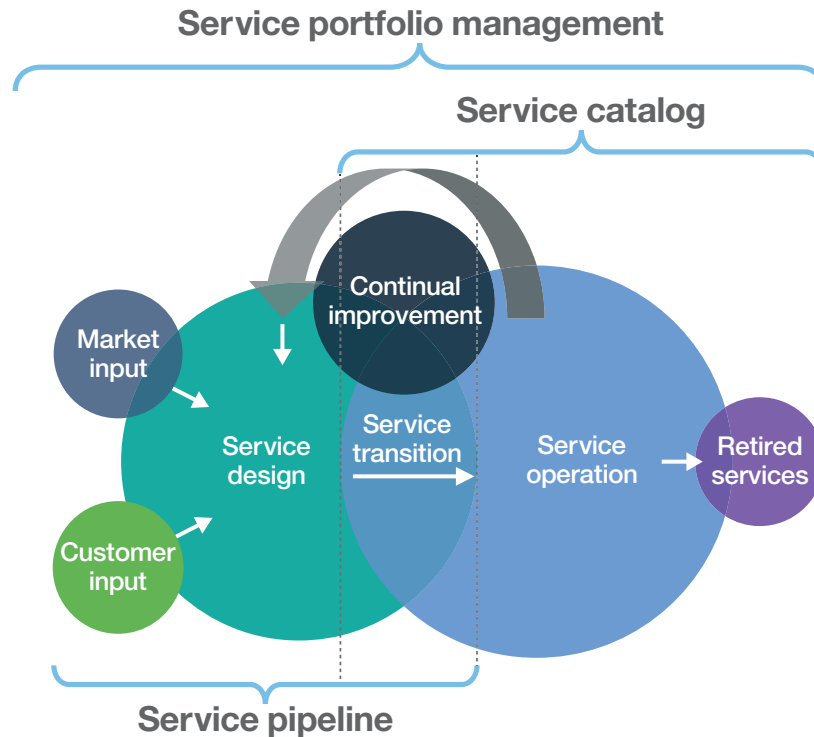 Service portfolio management
Service catalog
Continual
improvement
Market
input
Service
design
Service
transition
Service
operation
Retired
services
Customer
input
Service pipeline